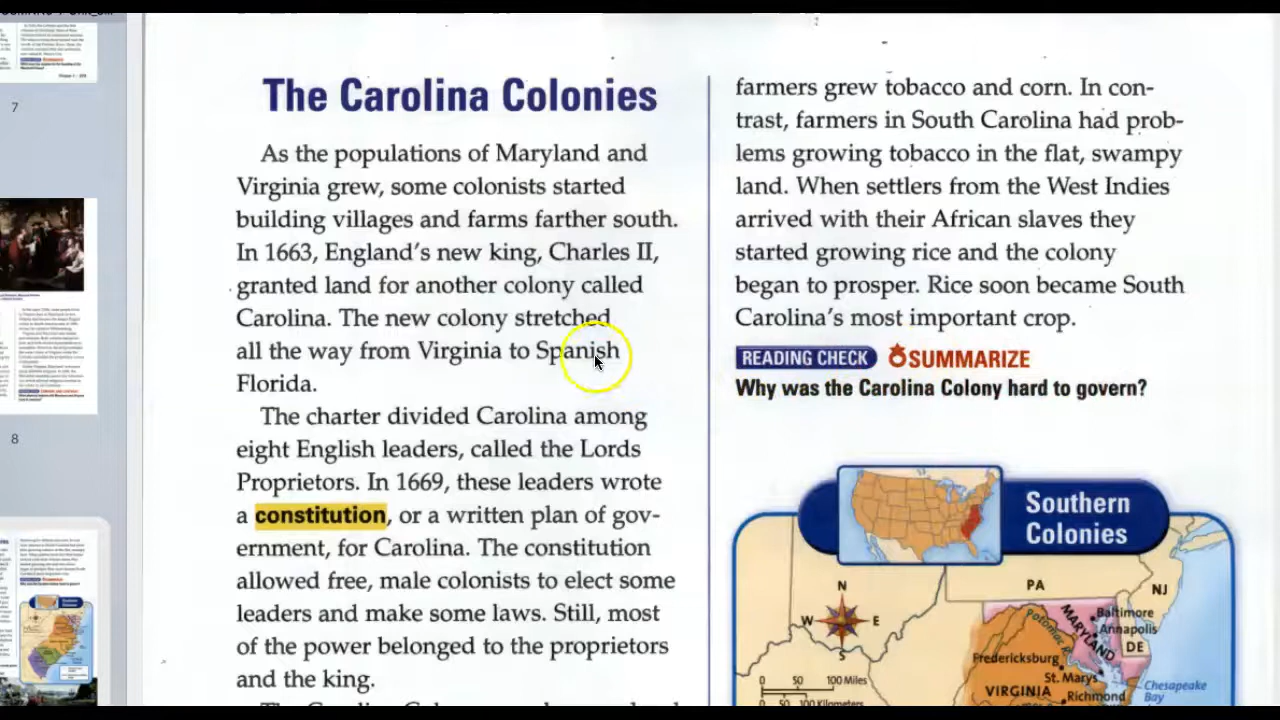 7
8
The Carolina Colonies
As the populations of Maryland and
Virginia grew, some colonists started
building villages and farms farther south.
In 1663, England's new king, Charles II,
granted land for another colony called
Carolina. The new colony stretched
all the way from Virginia to Spanish
Florida.
The charter divided Carolina among
eight English leaders, called the Lords
Proprietors. In 1669, these leaders wrote
a constitution, or a written plan of gov-
ernment, for Carolina. The constitution
allowed free, male colonists to elect some
leaders and make some laws. Still, most
of the power belonged to the proprietors
and the king.
farmers grew tobacco and corn. In con-
trast, farmers in South Carolina had prob-
lems growing tobacco in the flat, swampy
land. When settlers from the West Indies
arrived with their African slaves they
started growing rice and the colony
began to prosper. Rice soon became South
Carolina's most important crop.
READING CHECK SUMMARIZE
Why was the Carolina Colony hard to govern?
Southern
Colonies
N
W E
S
0 50 100 Miles
0 50 100 Kilometers
PA
NJ
MARYLAND
Baltimore
Annapolis
DE
Potomac R.
Fredericksburg
St. Marys
VIRGINIA
Richmond
Chesapeake
Bay